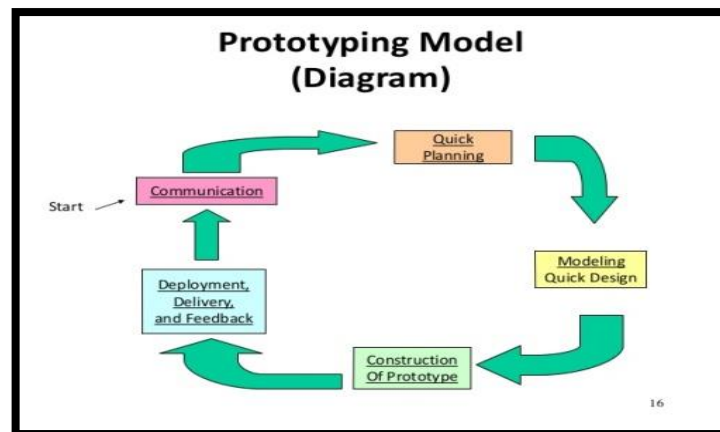 Prototyping Model
(Diagram)
Quick
Planning
Communication
Start
Modeling
Quick Design
Deployment,
Delivery,
and Feedback
Construction
Of Prototype
16